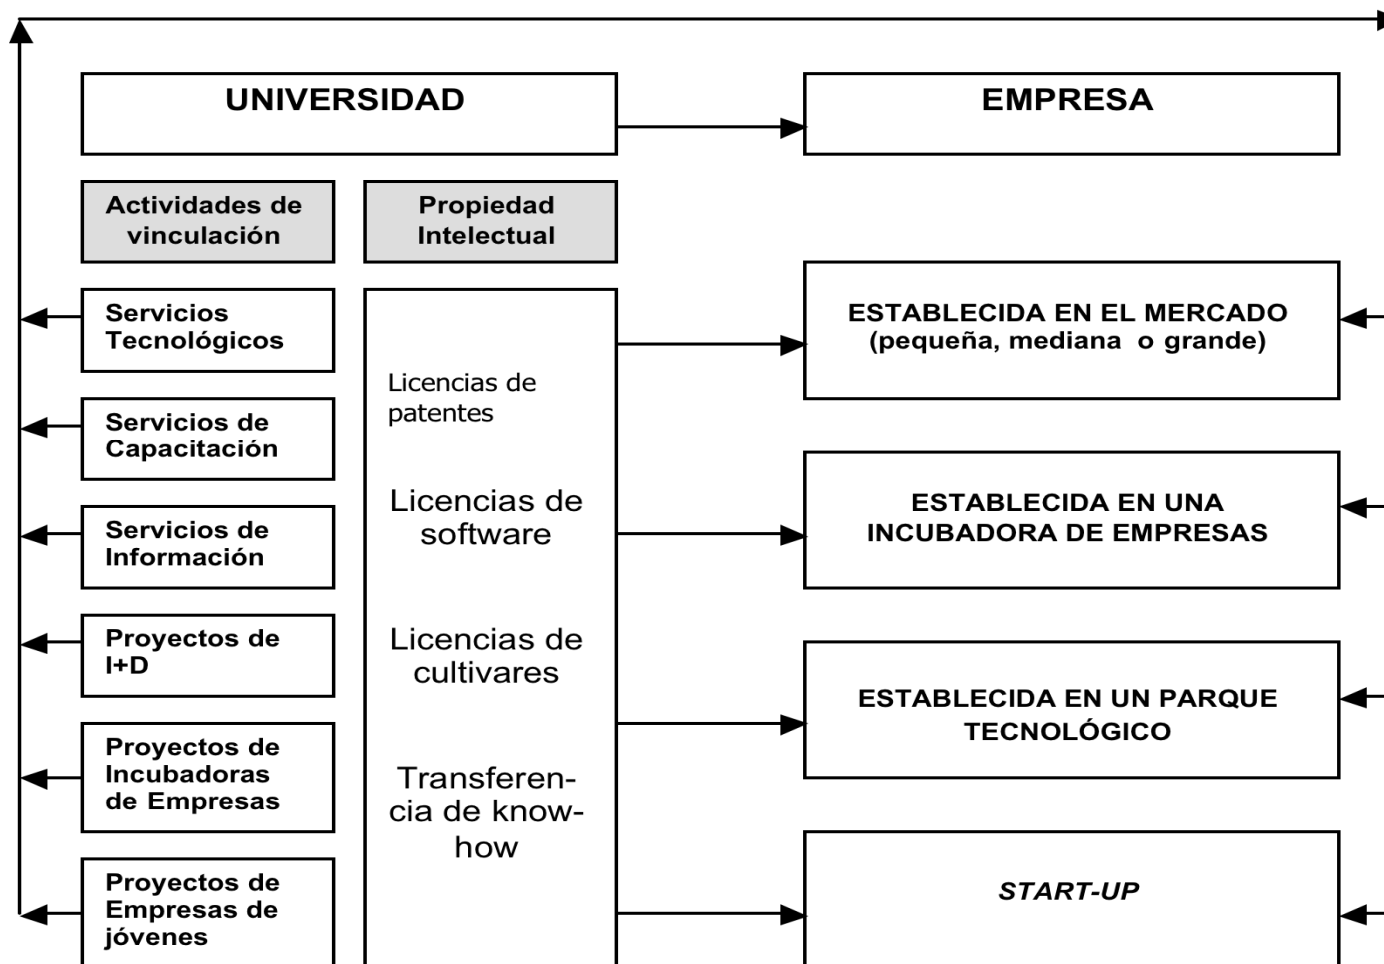 UNIVERSIDAD
EMPRESA
Actividades de
vinculación
Propiedad
Intelectual
Servicios
Tecnológicos
Servicios de
Capacitación
Servicios de
Información
Proyectos de
I+D
Proyectos de
Incubadoras
de Empresas
Proyectos de
Empresas de
jóvenes
Licencias de
patentes
Licencias de
software
Licencias de
cultivares
Transferen-
cia de know-
how
ESTABLECIDA EN EL MERCADO
(pequeña, mediana o grande)
ESTABLECIDA EN UNA
INCUBADORA DE EMPRESAS
ESTABLECIDA EN UN PARQUE
TECNOLÓGICO
START-UP